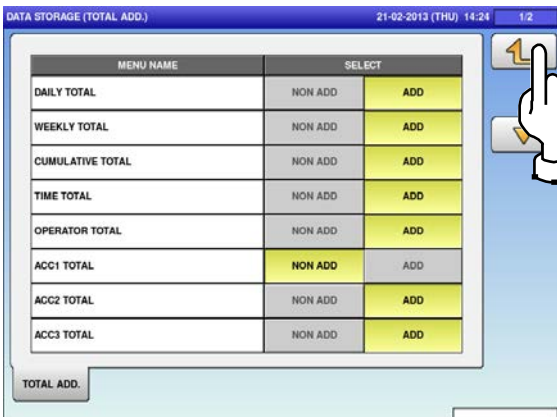 DATA STORAGE (TOTAL ADD.) 21-02-2013 (THU) 14:24 1/2
MENU NAME SELECT
DAILY TOTAL NON ADD ADD
WEEKLY TOTAL NON ADD ADD
CUMULATIVE TOTAL NON ADD ADD
TIME TOTAL NON ADD ADD
OPERATOR TOTAL NON ADD ADD
ACC1 TOTAL NON ADD ADD
ACC2 TOTAL NON ADD ADD
ACC3 TOTAL NON ADD ADD
TOTAL ADD.